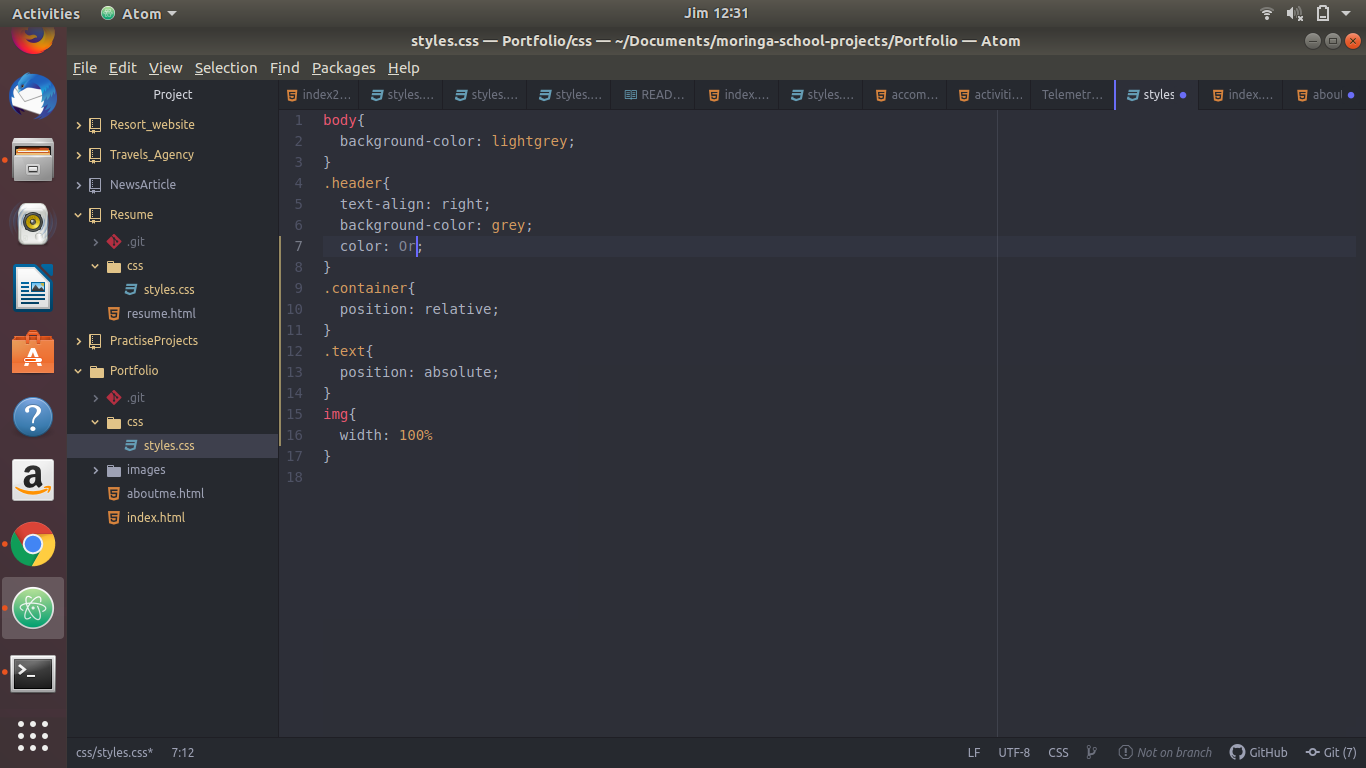 Activities Atom Jim 12:31
styles.css — Portfolio/css — ~/Documents/moringa-school-projects/Portfolio — Atom
File Edit View Selection Find Packages Help
Project
index2… styles.… styles.… styles.… READ… index.… styles.… accom… activiti… Telemetr… styles index.… about
Resort_website
Travels_Agency
NewsArticle
Resume
.git
css
styles.css
resume.html
PractiseProjects
Portfolio
.git
css
styles.css
images
aboutme.html
index.html
1 body{
2 background-color: lightgrey;
3 }
4 .header{
5 text-align: right;
6 background-color: grey;
7 color: Or;
8 }
9 .container{
10 position: relative;
11 }
12 .text{
13 position: absolute;
14 }
15 img{
16 width: 100%
17 }
18
css/styles.css* 7:12 LF UTF-8 CSS Not on branch GitHub Git (7)